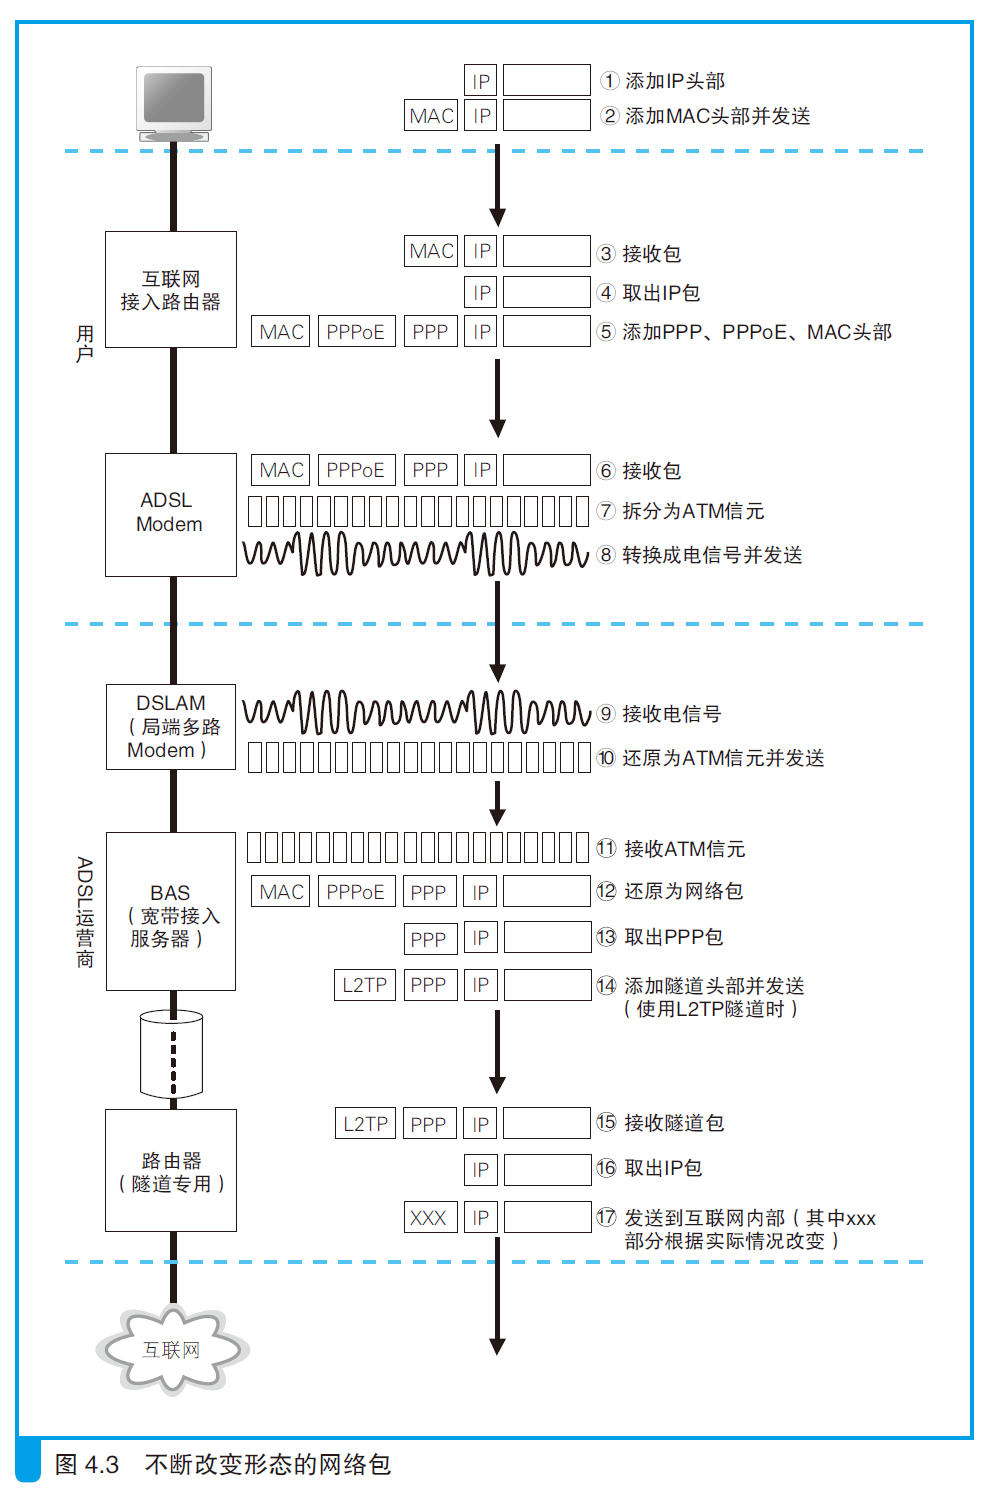 IP ① 添加IP头部
MAC IP ② 添加MAC头部并发送
用户
互联网
接入路由器
MAC IP ③ 接收包
IP ④ 取出IP包
MAC PPPoE PPP IP ⑤ 添加PPP、PPPoE、MAC头部
ADSL
Modem
MAC PPPoE PPP IP ⑥ 接收包
⑦ 拆分为ATM信元
⑧ 转换成电信号并发送
DSLAM
（局端多路
Modem）
⑨ 接收电信号
⑩ 还原为ATM信元并发送
ADSL运营商
BAS
（宽带接入
服务器）
⑪ 接收ATM信元
MAC PPPoE PPP IP ⑫ 还原为网络包
PPP IP ⑬ 取出PPP包
L2TP PPP IP ⑭ 添加隧道头部并发送
（使用L2TP隧道时）
路由器
（隧道专用）
L2TP PPP IP ⑮ 接收隧道包
IP ⑯ 取出IP包
XXX IP ⑰ 发送到互联网内部（其中xxx
部分根据实际情况改变）
互联网
图 4.3 不断改变形态的网络包